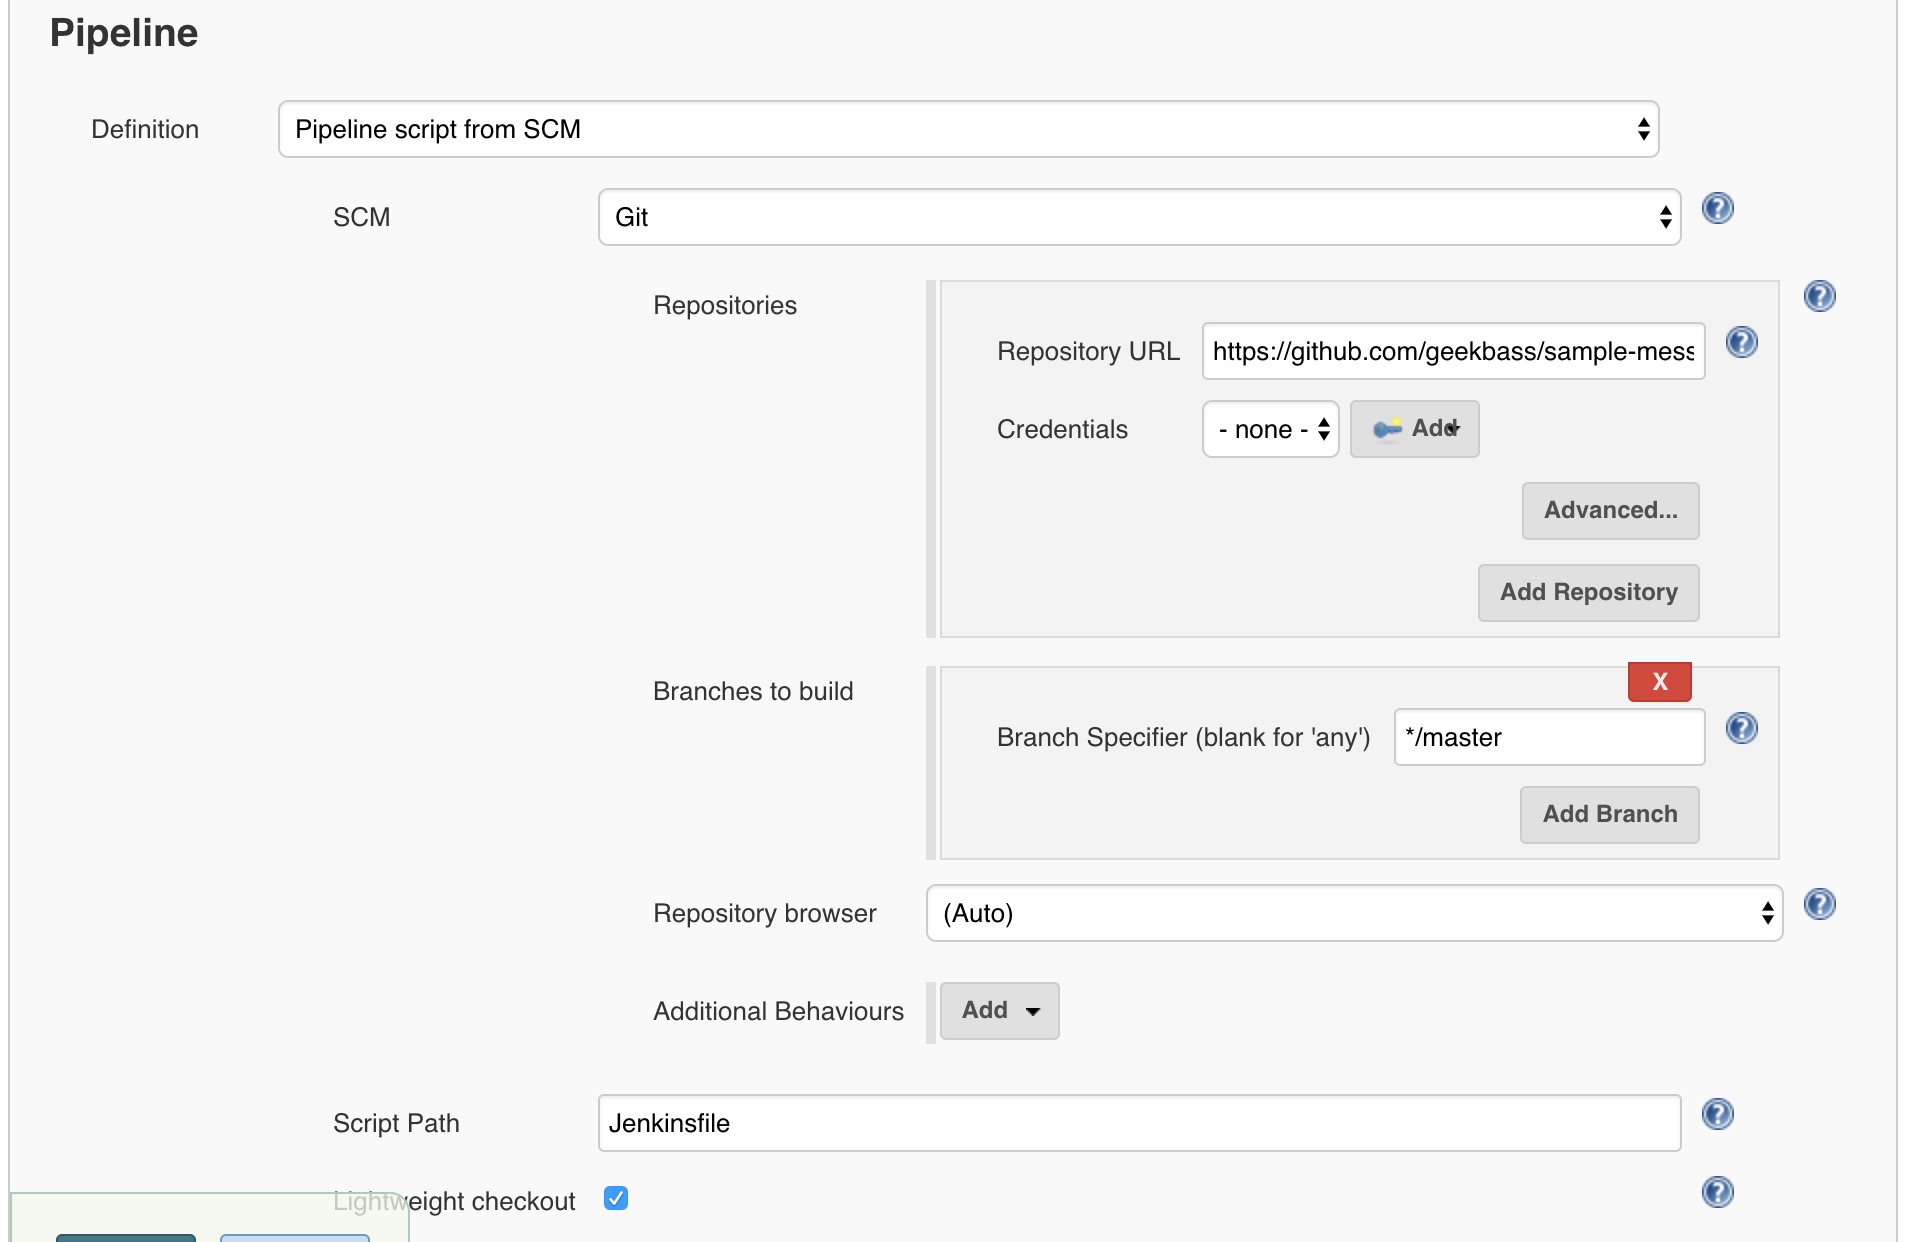 Pipeline
Definition
Pipeline script from SCM
SCM
Git
Repositories
Repository URL
https://github.com/geekbass/sample-mess
Credentials
- none -
Add
Advanced...
Add Repository
Branches to build
X
Branch Specifier (blank for 'any')
*/master
Add Branch
Repository browser
(Auto)
Additional Behaviours
Add
Script Path
Jenkinsfile
Lightweight checkout